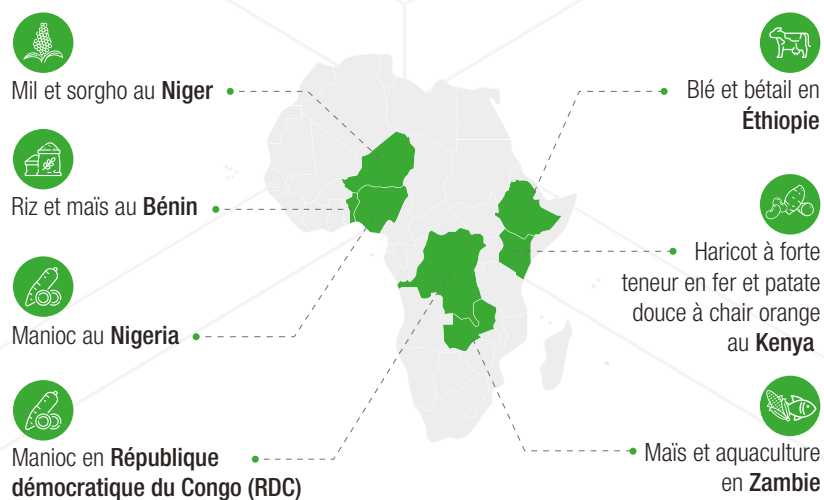 Mil et sorgho au Niger
Riz et maïs au Bénin
Manioc au Nigeria
Manioc en République
démocratique du Congo (RDC)
Blé et bétail en
Éthiopie
Haricot à forte
teneur en fer et patate
douce à chair orange
au Kenya
Maïs et aquaculture
en Zambie